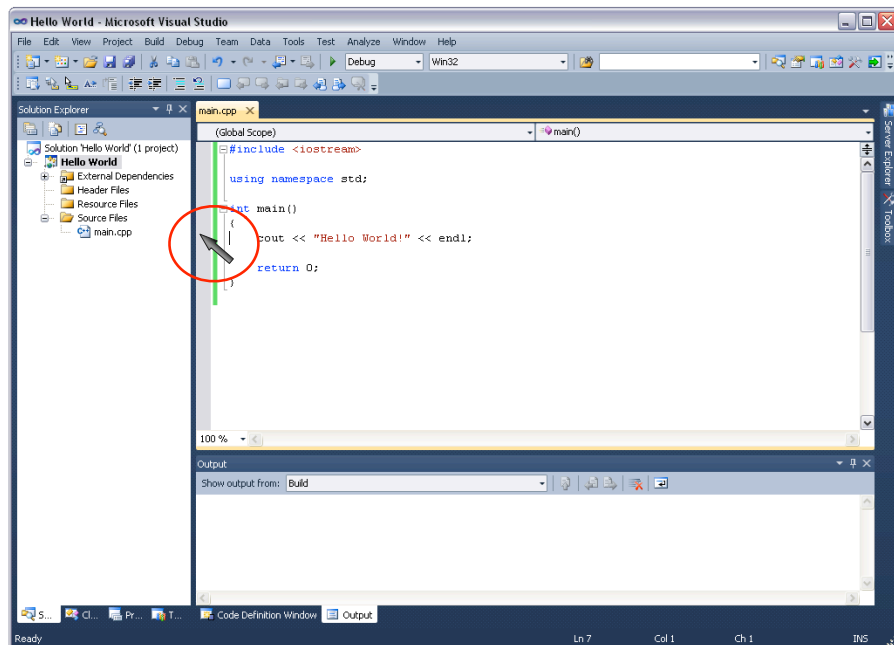 Hello World - Microsoft Visual Studio
File Edit View Project Build Debug Team Data Tools Test Analyze Window Help
Debug Win32
Solution Explorer
main.cpp
(Global Scope) main()
Solution 'Hello World' (1 project)
Hello World
External Dependencies
Header Files
Resource Files
Source Files
main.cpp
#include <iostream>
using namespace std;
int main()
{
cout << "Hello World!" << endl;
return 0;
}
100 %
Server Explorer
Toolbox
Output
Show output from: Build
S... Cl... Pr... T...
Code Definition Window Output
Ready Ln 7 Col 1 Ch 1 INS